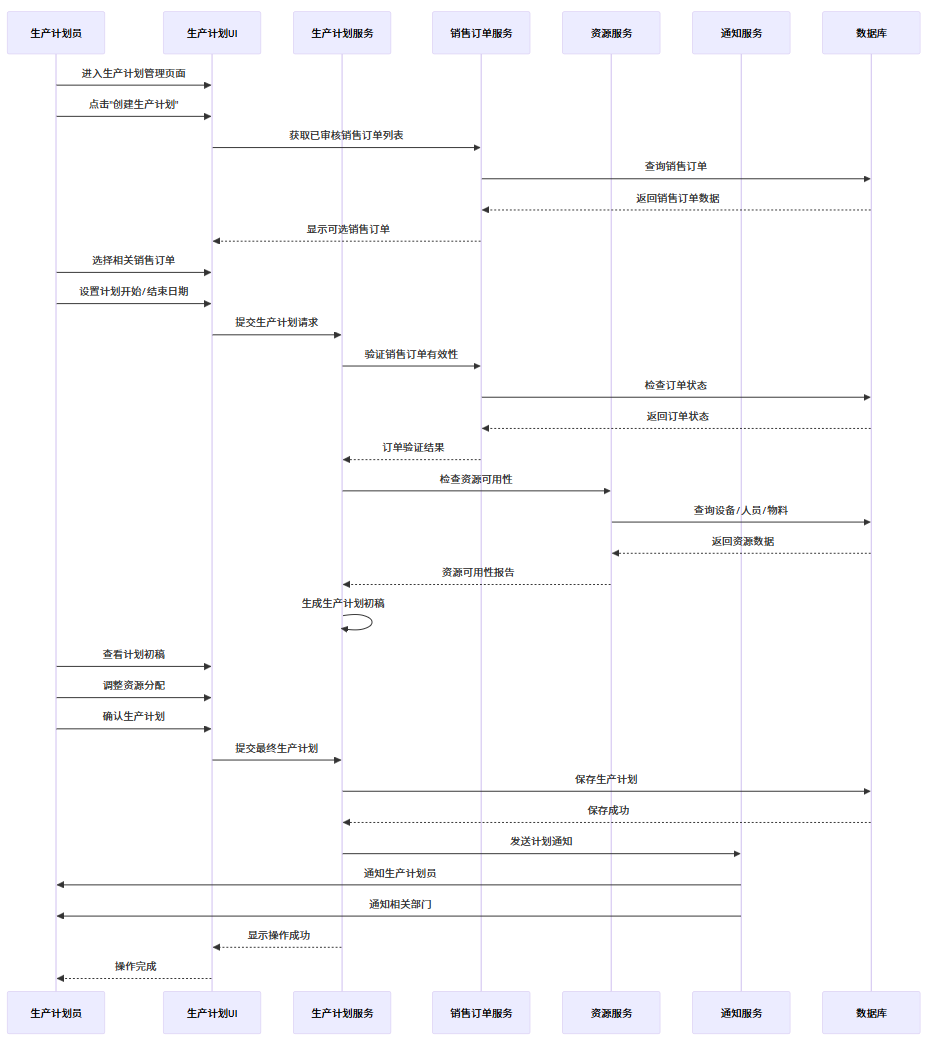 生产计划员 生产计划UI 生产计划服务 销售订单服务 资源服务 通知服务 数据库
进入生产计划管理页面
点击"创建生产计划"
获取已审核销售订单列表
查询销售订单
返回销售订单数据
显示可选销售订单
选择相关销售订单
设置计划开始/结束日期
提交生产计划请求
验证销售订单有效性
检查订单状态
返回订单状态
订单验证结果
检查资源可用性
查询设备/人员/物料
返回资源数据
资源可用性报告
生成生产计划初稿
查看计划初稿
调整资源分配
确认生产计划
提交最终生产计划
保存生产计划
保存成功
发送计划通知
通知生产计划员
通知相关部门
显示操作成功
操作完成
生产计划员 生产计划UI 生产计划服务 销售订单服务 资源服务 通知服务 数据库